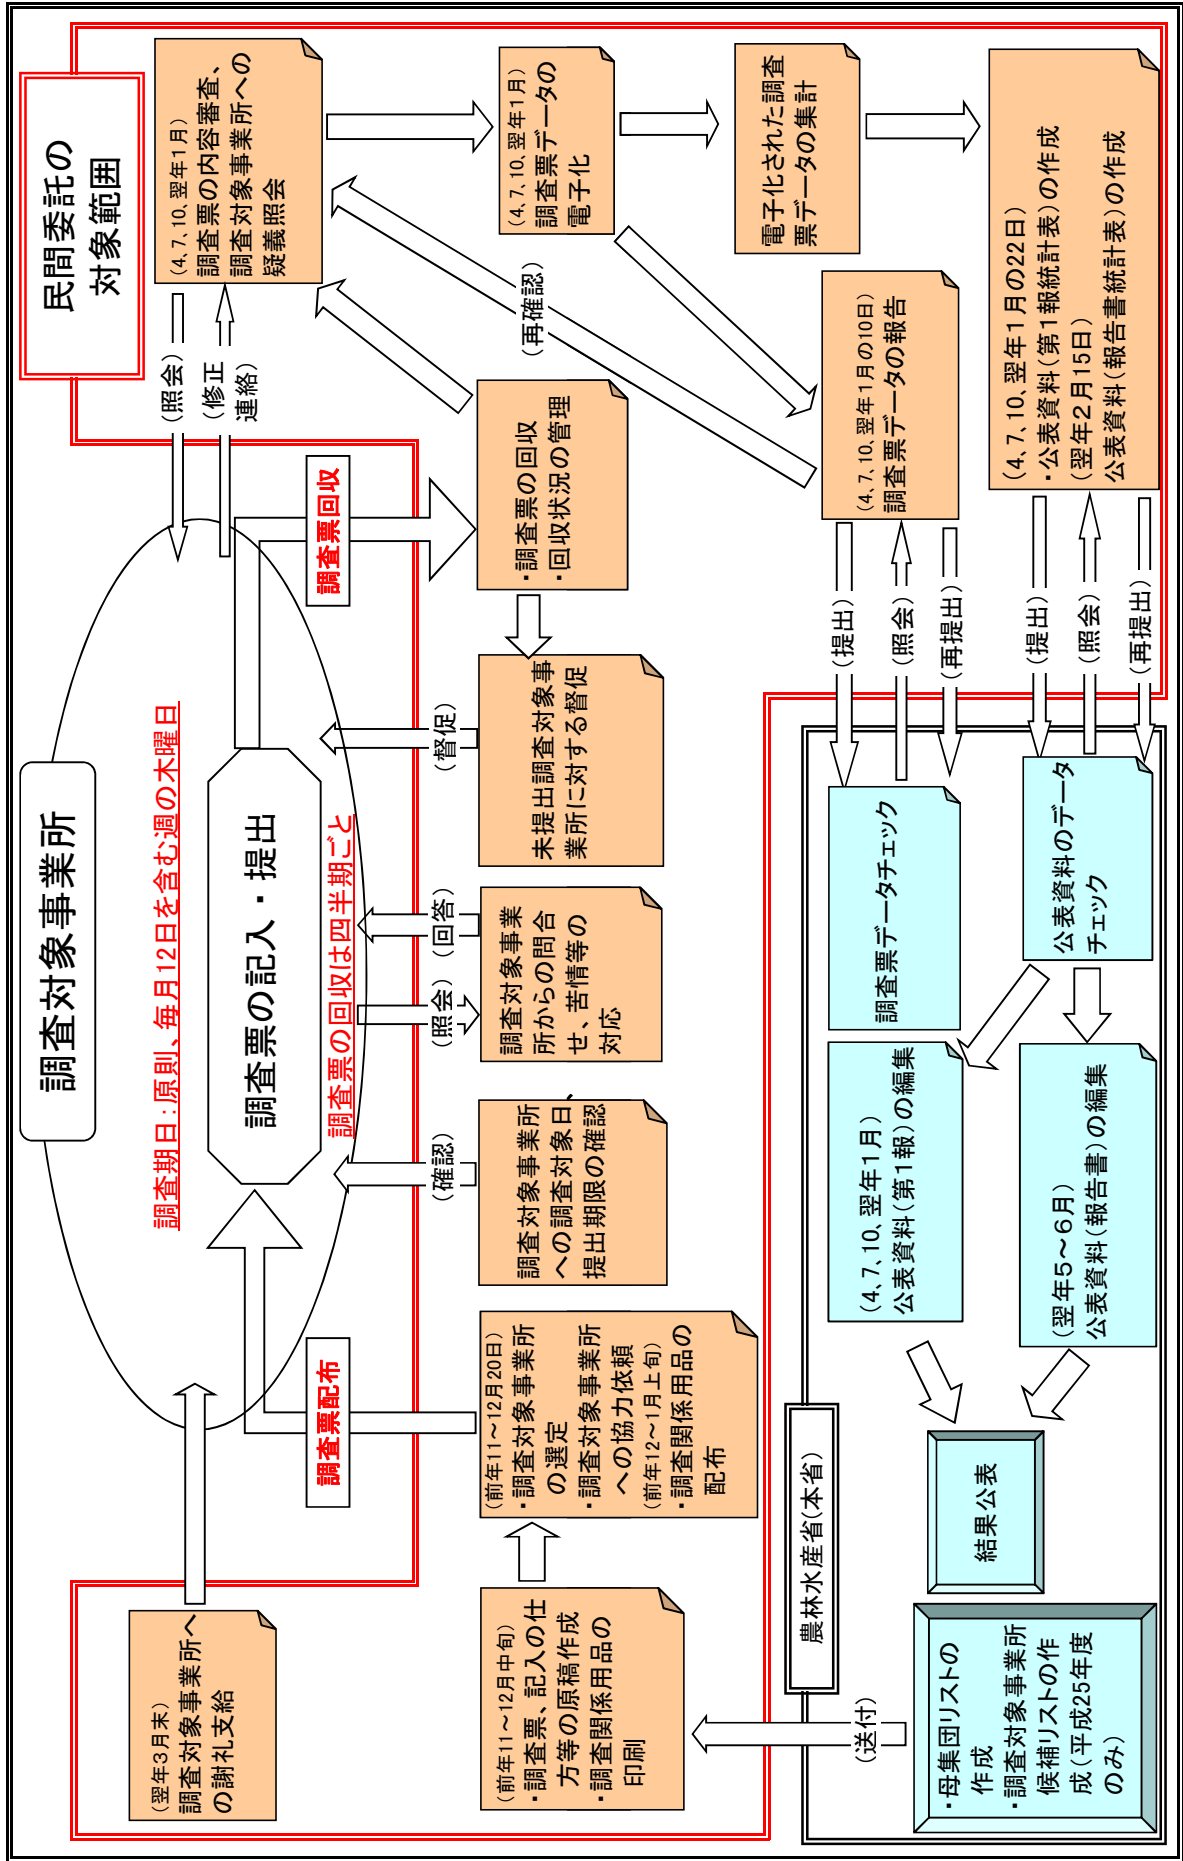 民間委託の
対象範囲
調査対象事業所
調査期日：原則、毎月12日を含む週の木曜日
調査票の記入・提出
調査票の回収は四半期ごと
調査票配布
調査票回収
(翌年3月末)
調査対象事業所へ
の謝礼支給
(前年11～12月中旬)
・調査票、記入の仕
方等の原稿作成
・調査関係用品の
印刷
(前年11～12月20日)
・調査対象事業所
の選定
・調査対象事業所
への協力依頼
(前年12～1月上旬)
・調査関係用品の
配布
(確認)
調査対象事業所
への調査対象日、
提出期限の確認
(照会)
(回答)
調査対象事業
所からの問合
せ、苦情等の
対応
(督促)
未提出調査対象事
業所に対する督促
・調査票の回収
・回収状況の管理
(照会)
(修正
連絡)
(4、7、10、翌年1月)
調査票の内容審査、
調査対象事業所への
疑義照会
(再確認)
(4、7、10、翌年1月)
調査票データの
電子化
電子化された調査
票データの集計
(4、7、10、翌年1月の10日)
調査票データの報告
(4、7、10、翌年1月の22日)
・公表資料(第1報統計表)の作成
(翌年2月15日)
公表資料(報告書統計表)の作成
(提出)
(照会)
(再提出)
(提出)
(照会)
(再提出)
農林水産省(本省)
調査票データチェック
公表資料のデータ
チェック
(4、7、10、翌年1月)
公表資料(第1報)の編集
(翌年5～6月)
公表資料(報告書)の編集
結果公表
・母集団リストの
作成
・調査対象事業所
候補リストの作
成(平成25年度
のみ)
(送付)